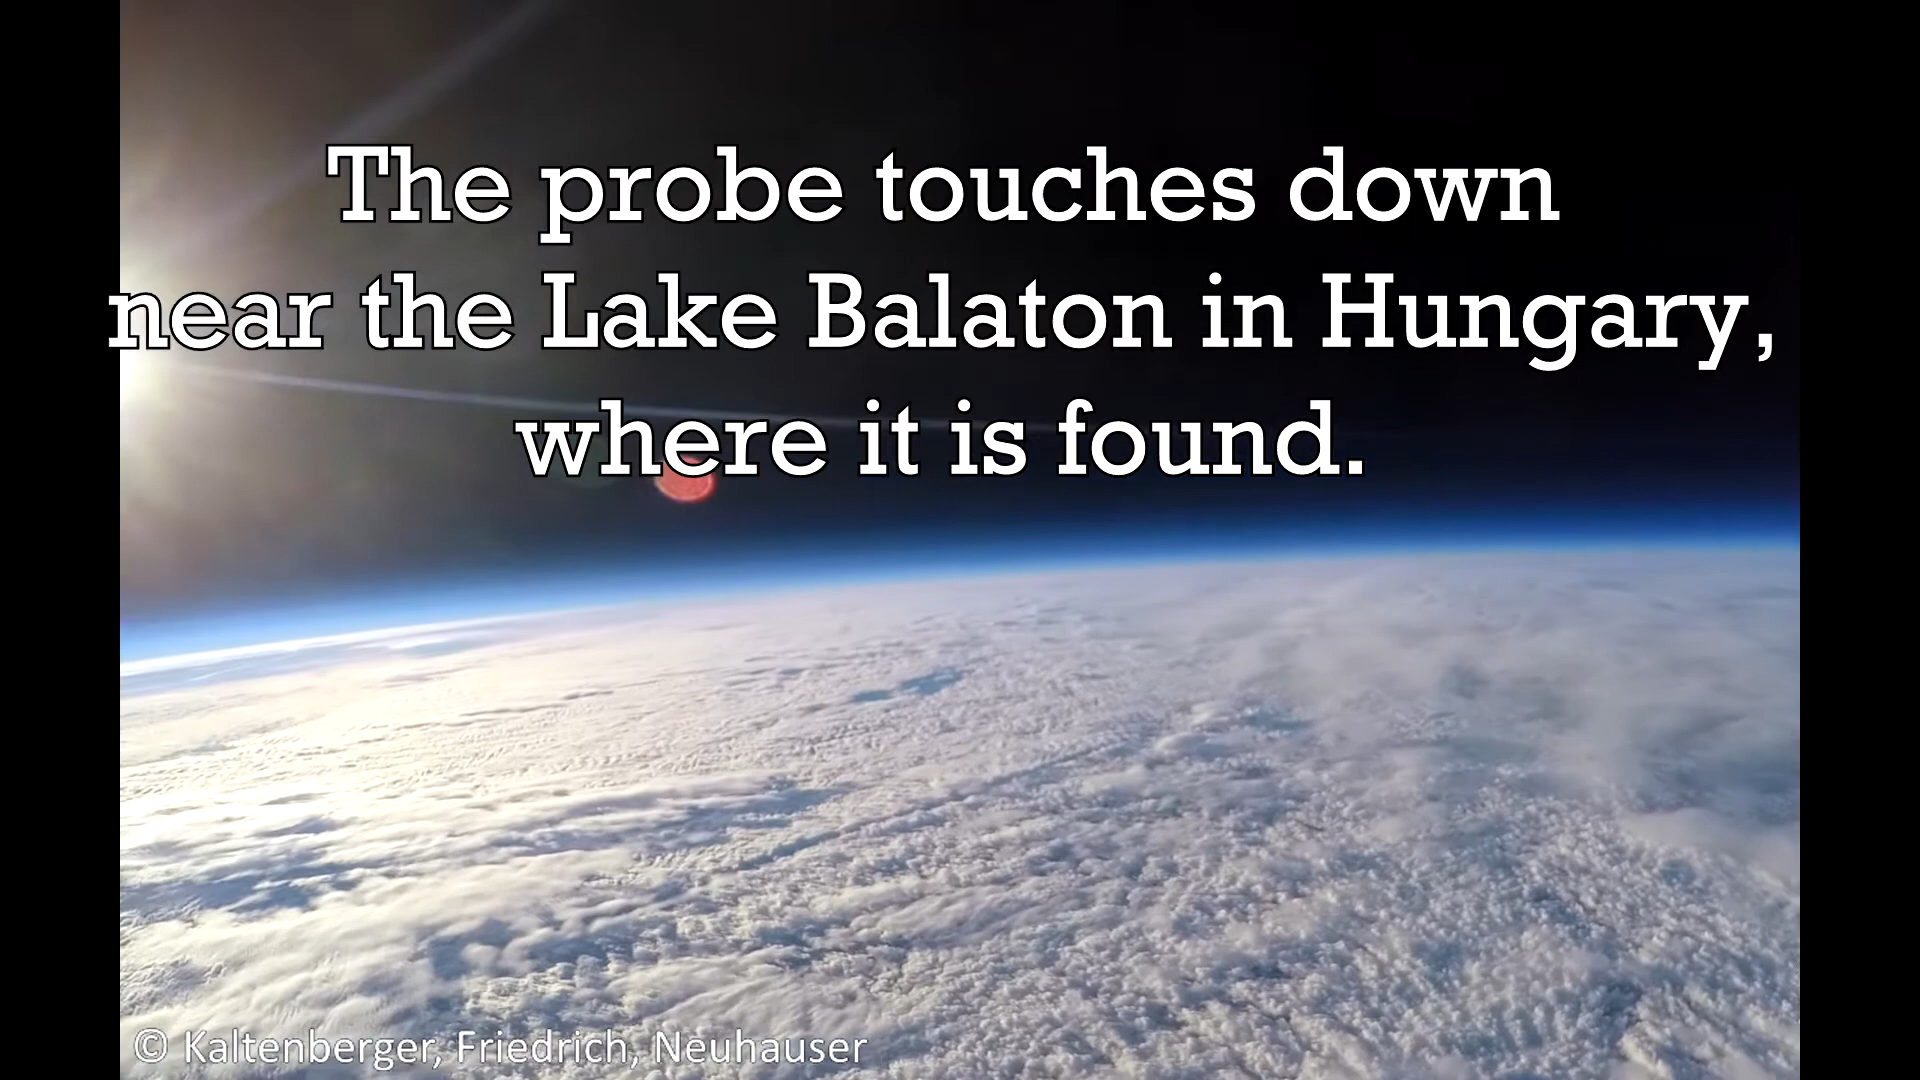 The probe touches down
near the Lake Balaton in Hungary,
where it is found.
© Kaltenberger, Friedrich, Neuhauser